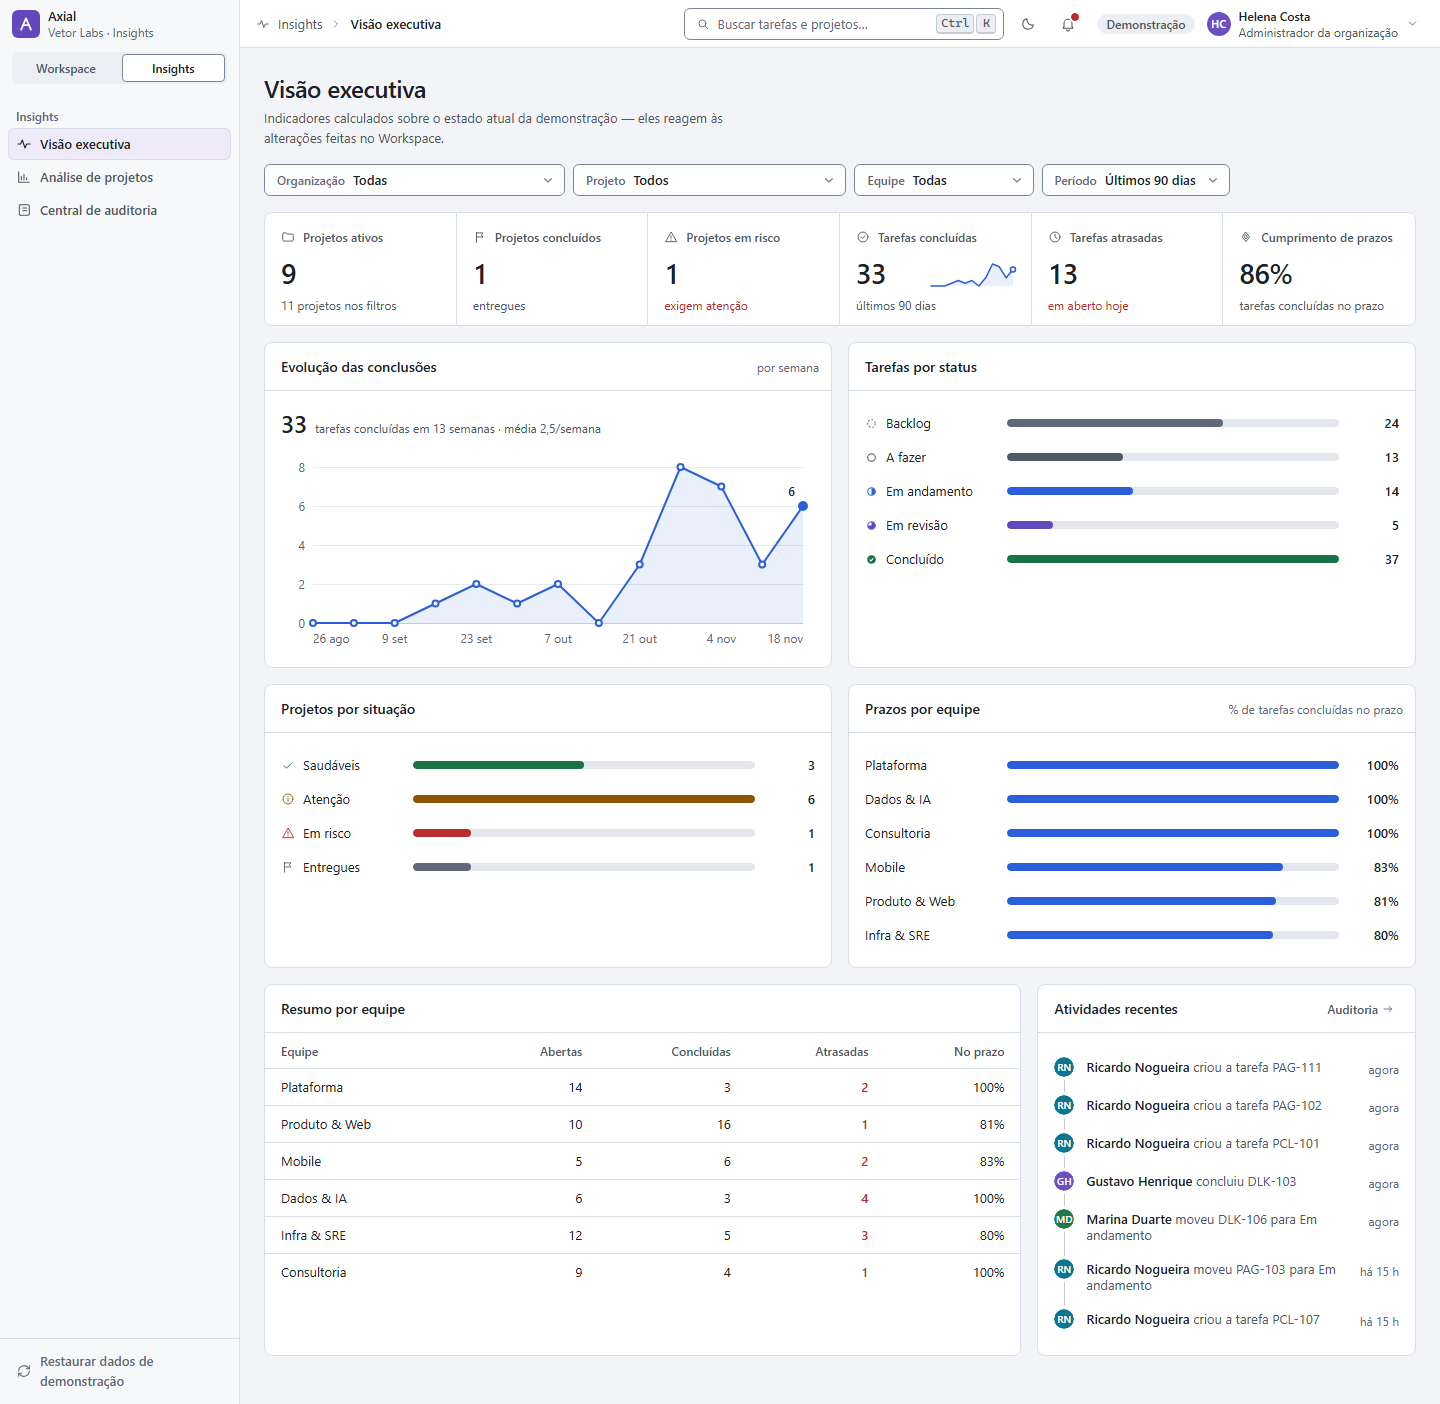 Axial
Vetor Labs · Insights
Workspace
Insights
Insights
Visão executiva
Análise de projetos
Central de auditoria
Restaurar dados de
demonstração
Insights
Visão executiva
Buscar tarefas e projetos...
Ctrl K
Demonstração
HC
Helena Costa
Administrador da organização
Visão executiva
Indicadores calculados sobre o estado atual da demonstração — eles reagem às
alterações feitas no Workspace.
Organização Todas
Projeto Todos
Equipe Todas
Período Últimos 90 dias
Projetos ativos
9
11 projetos nos filtros
Projetos concluídos
1
entregues
Projetos em risco
1
exigem atenção
Tarefas concluídas
33
últimos 90 dias
Tarefas atrasadas
13
em aberto hoje
Cumprimento de prazos
86%
tarefas concluídas no prazo
Evolução das conclusões
por semana
33 tarefas concluídas em 13 semanas · média 2,5/semana
8
6
4
2
0
6
26 ago 9 set 23 set 7 out 21 out 4 nov 18 nov
Tarefas por status
Backlog 24
A fazer 13
Em andamento 14
Em revisão 5
Concluído 37
Projetos por situação
Saudáveis 3
Atenção 6
Em risco 1
Entregues 1
Prazos por equipe
% de tarefas concluídas no prazo
Plataforma 100%
Dados & IA 100%
Consultoria 100%
Mobile 83%
Produto & Web 81%
Infra & SRE 80%
Resumo por equipe
Equipe Abertas Concluídas Atrasadas No prazo
Plataforma 14 3 2 100%
Produto & Web 10 16 1 81%
Mobile 5 6 2 83%
Dados & IA 6 3 4 100%
Infra & SRE 12 5 3 80%
Consultoria 9 4 1 100%
Atividades recentes
Auditoria
RN Ricardo Nogueira criou a tarefa PAG-111 agora
RN Ricardo Nogueira criou a tarefa PAG-102 agora
RN Ricardo Nogueira criou a tarefa PCL-101 agora
GH Gustavo Henrique concluiu DLK-103 agora
MD Marina Duarte moveu DLK-106 para Em agora
andamento
RN Ricardo Nogueira moveu PAG-103 para Em há 15 h
andamento
RN Ricardo Nogueira criou a tarefa PCL-107 há 15 h